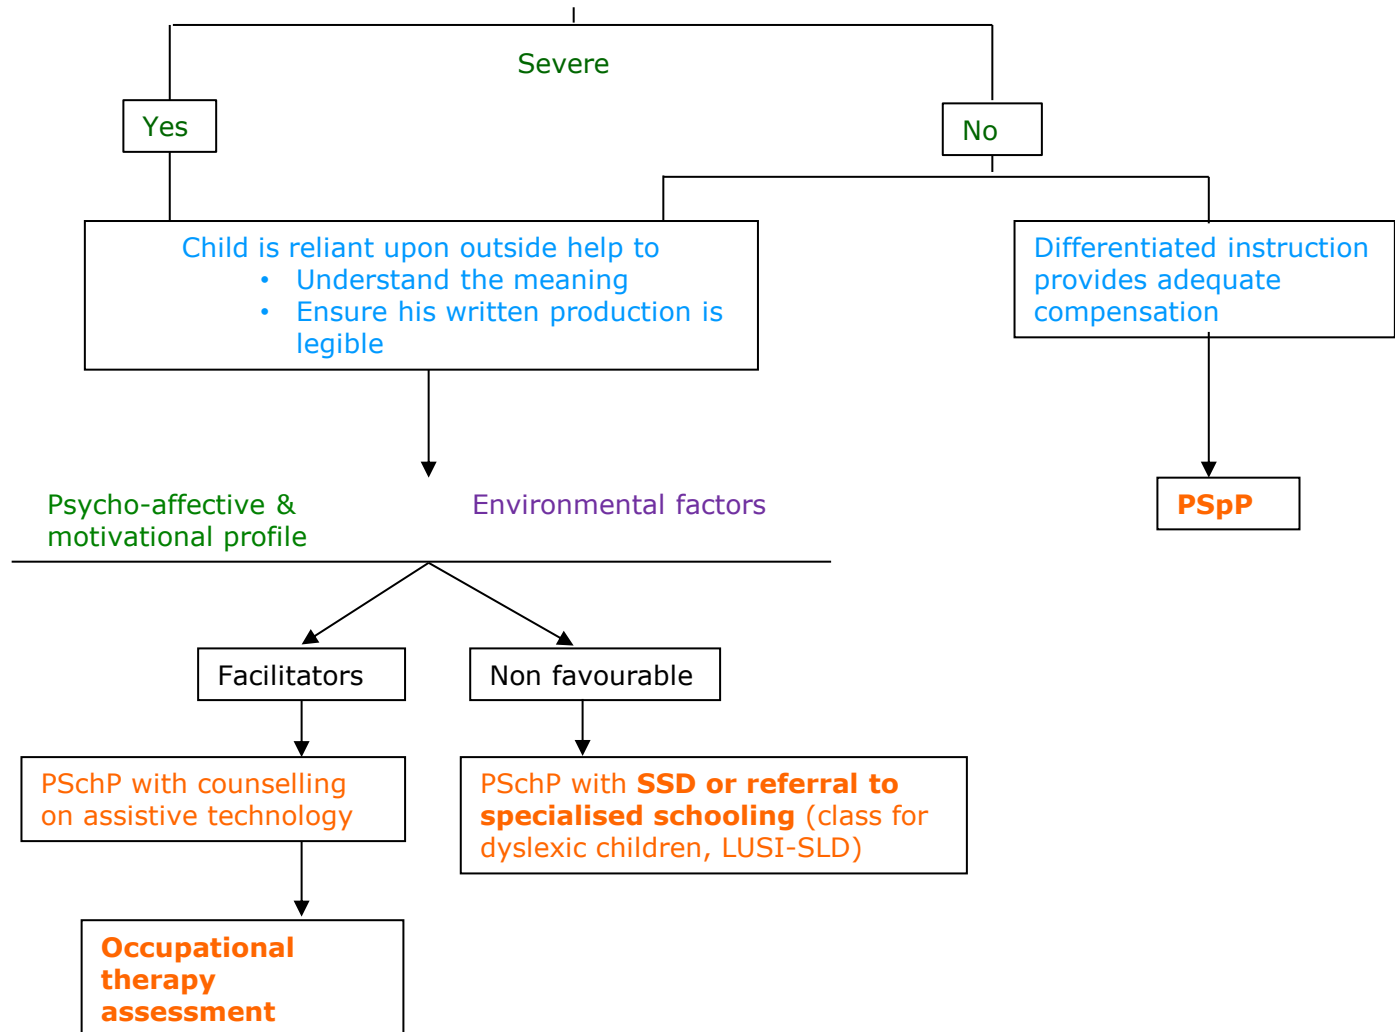 Severe
Yes
No
Child is reliant upon outside help to
• Understand the meaning
• Ensure his written production is
legible
Differentiated instruction
provides adequate
compensation
Psycho-affective &
motivational profile
Environmental factors
PSpP
Facilitators
Non favourable
PSchP with counselling
on assistive technology
PSchP with SSD or referral to
specialised schooling (class for
dyslexic children, LUSI-SLD)
Occupational
therapy
assessment